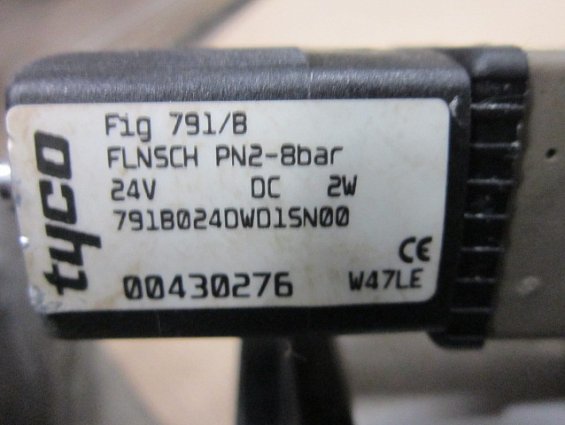 tyco
Fig 791/B
FLNSCH PN2-8bar
24V DC 2W
791B024DWD1SN00
CE
00430276 W47LE